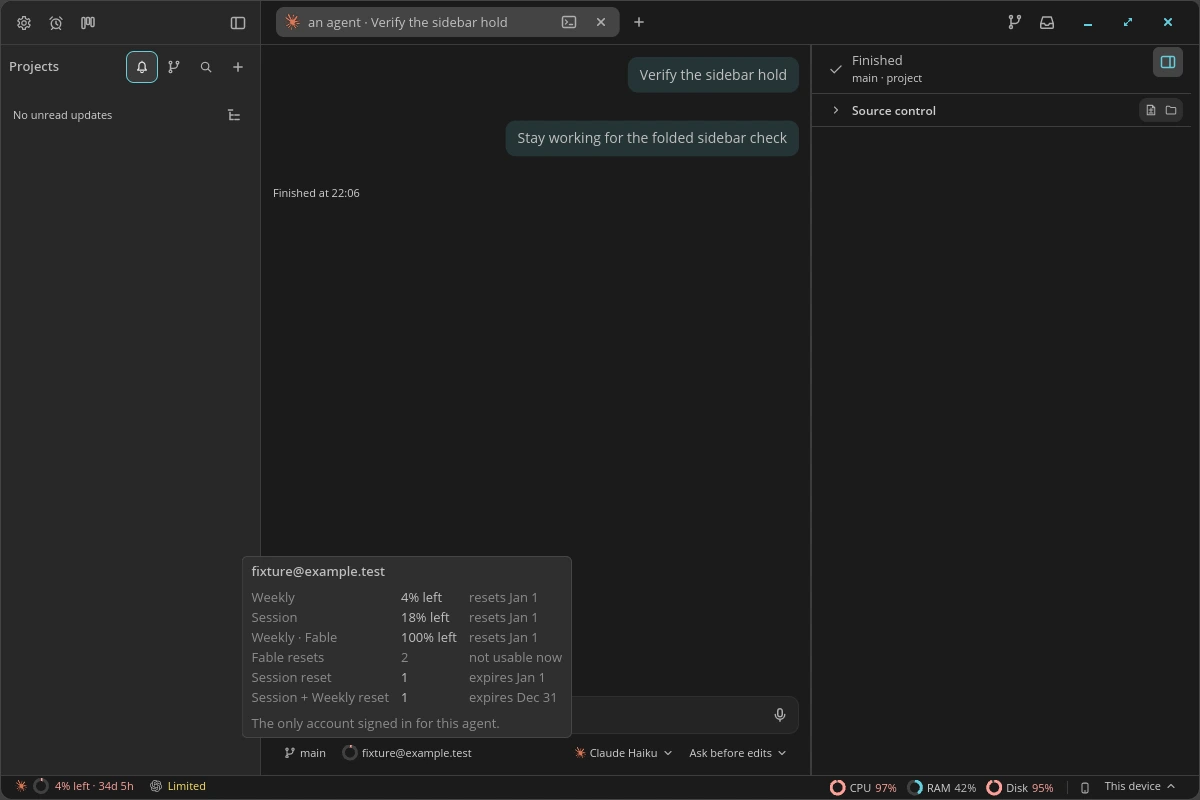 an agent · Verify the sidebar hold
Projects
No unread updates
Verify the sidebar hold
Stay working for the folded sidebar check
Finished at 22:06
Finished
main · project
Source control
fixture@example.test
Weekly 4% left resets Jan 1
Session 18% left resets Jan 1
Weekly · Fable 100% left resets Jan 1
Fable resets 2 not usable now
Session reset 1 expires Jan 1
Session + Weekly reset 1 expires Dec 31
The only account signed in for this agent.
main fixture@example.test Claude Haiku Ask before edits
4% left · 34d 5h Limited CPU 97% RAM 42% Disk 95% This device